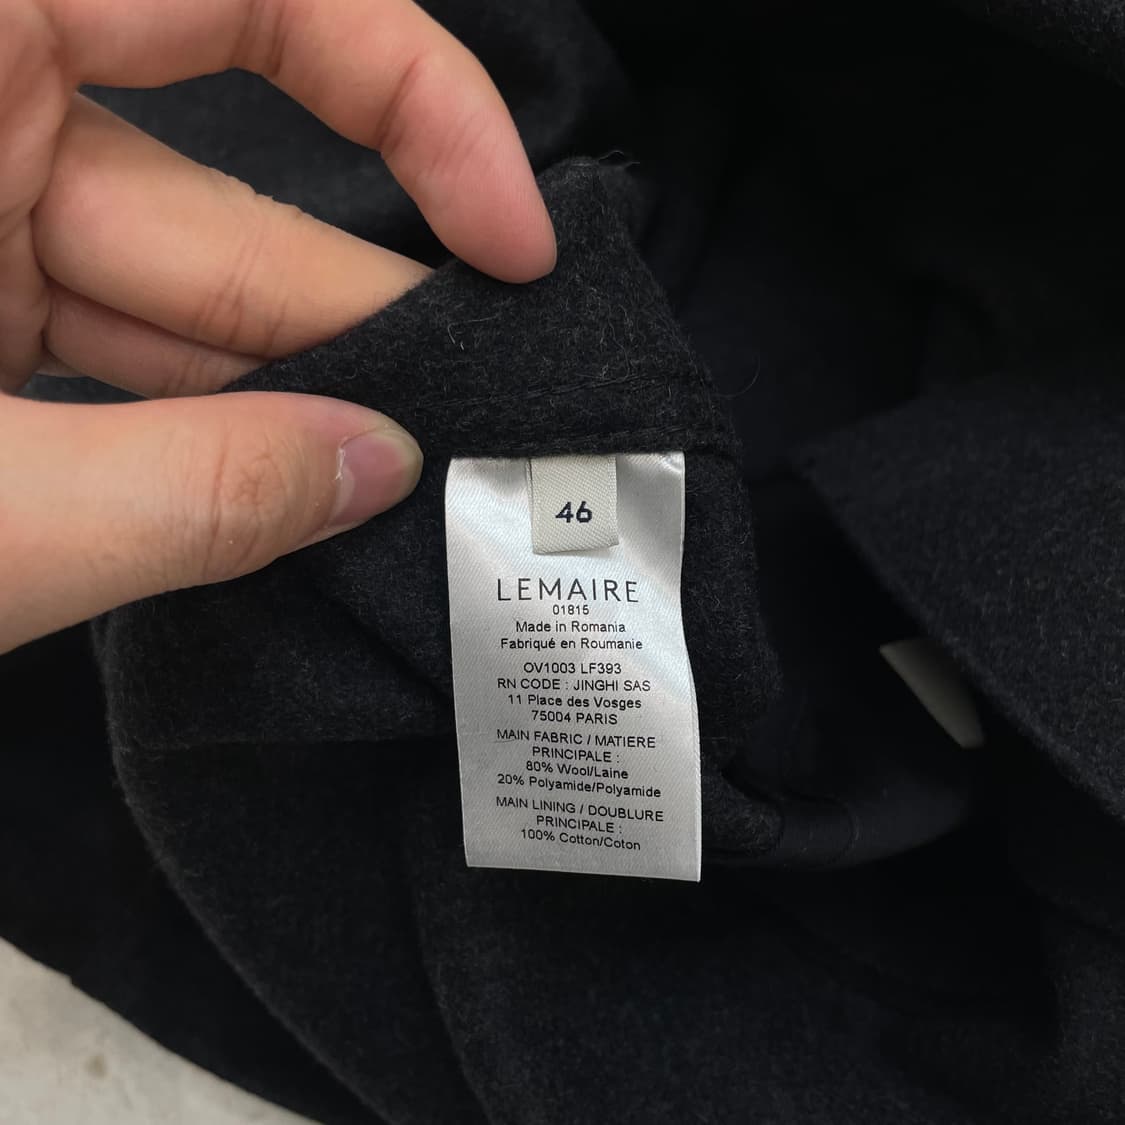 46
LEMAIRE
01815
Made in Romania
Fabriqué en Roumanie
OV1003 LF393
RN CODE : JINGHI SAS
11 Place des Vosges
75004 PARIS
MAIN FABRIC / MATIERE
PRINCIPALE :
80% Wool/Laine
20% Polyamide/Polyamide
MAIN LINING / DOUBLURE
PRINCIPALE :
100% Cotton/Coton